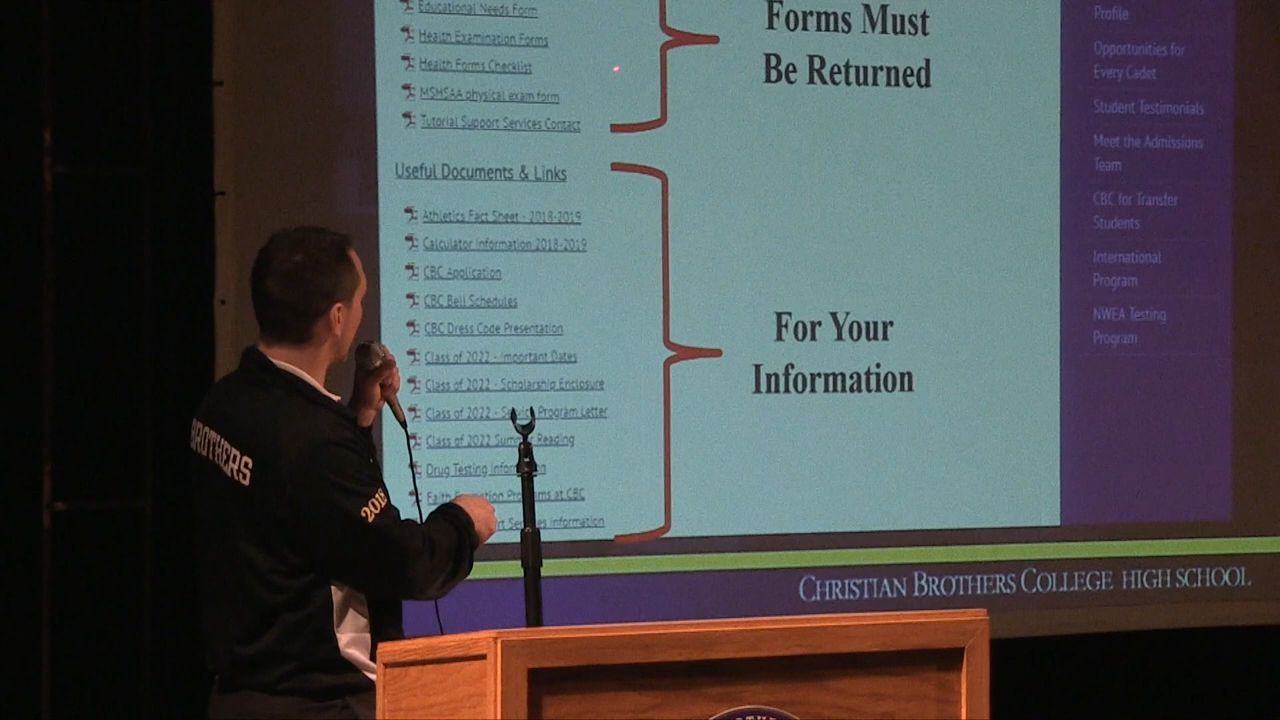 Educational Needs Form
Health Examination Forms
Health Forms Checklist
MSHSAA physical exam form
Tutorial Support Services Contact
Forms Must
Be Returned
Useful Documents & Links
Athletics Fact Sheet - 2018-2019
Calculator Information 2018-2019
CBC Application
CBC Bell Schedules
CBC Dress Code Presentation
Class of 2022 - Important Dates
Class of 2022 - Scholarship Enclosure
Class of 2022 - Program Letter
Class of 2022 Reading
Drug Testing
Faith Programs at CBC
Information
For Your
Information
Profile
Opportunities for
Every Cadet
Student Testimonials
Meet the Admissions
Team
CBC for Transfer
Students
International
Program
NWEA Testing
Program
CHRISTIAN BROTHERS COLLEGE HIGH SCHOOL
BROTHERS
2018